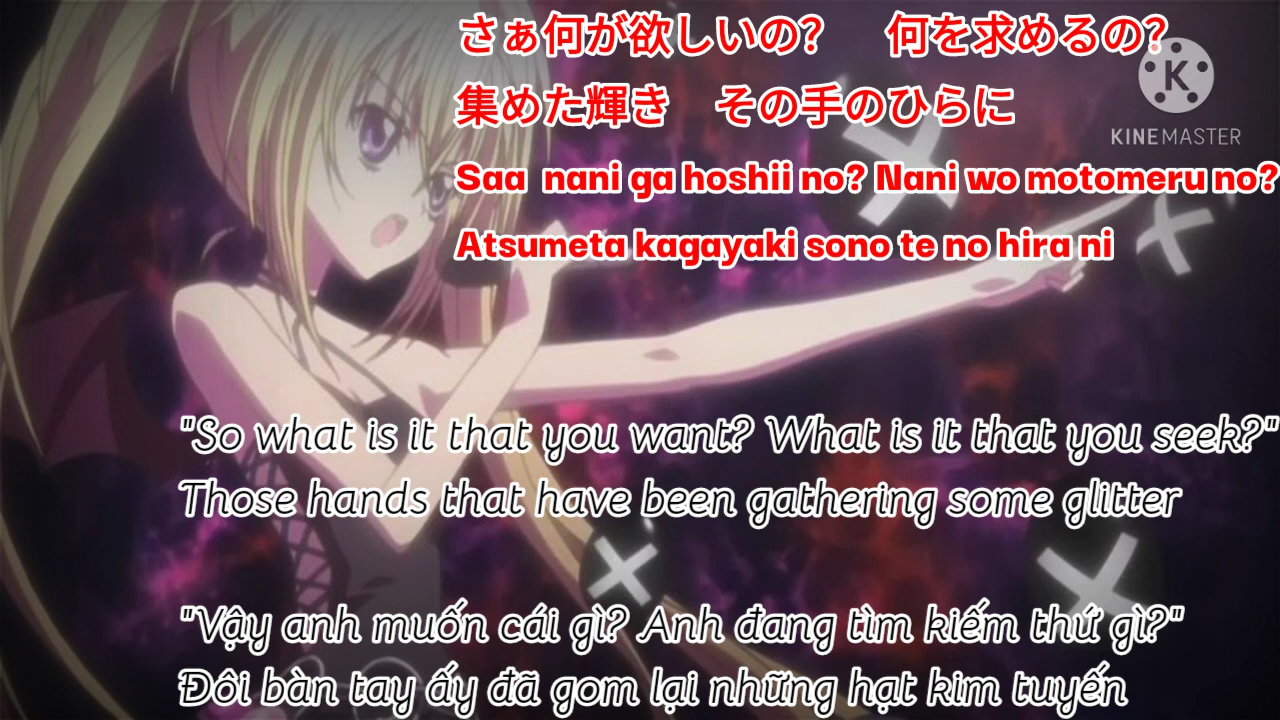 さぁ何が欲しいの? 何を求めるの?
集めた輝き その手のひらに
KINEMASTER
Saa nani ga hoshii no? Nani wo motomeru no?
Atsumeta kagayaki sono te no hira ni
"So what is it that you want? What is it that you seek?"
Those hands that have been gathering some glitter
"Vậy anh muốn cái gì? Anh đang tìm kiếm thứ gì?"
Đôi bàn tay ấy đã gom lại những hạt kim tuyến